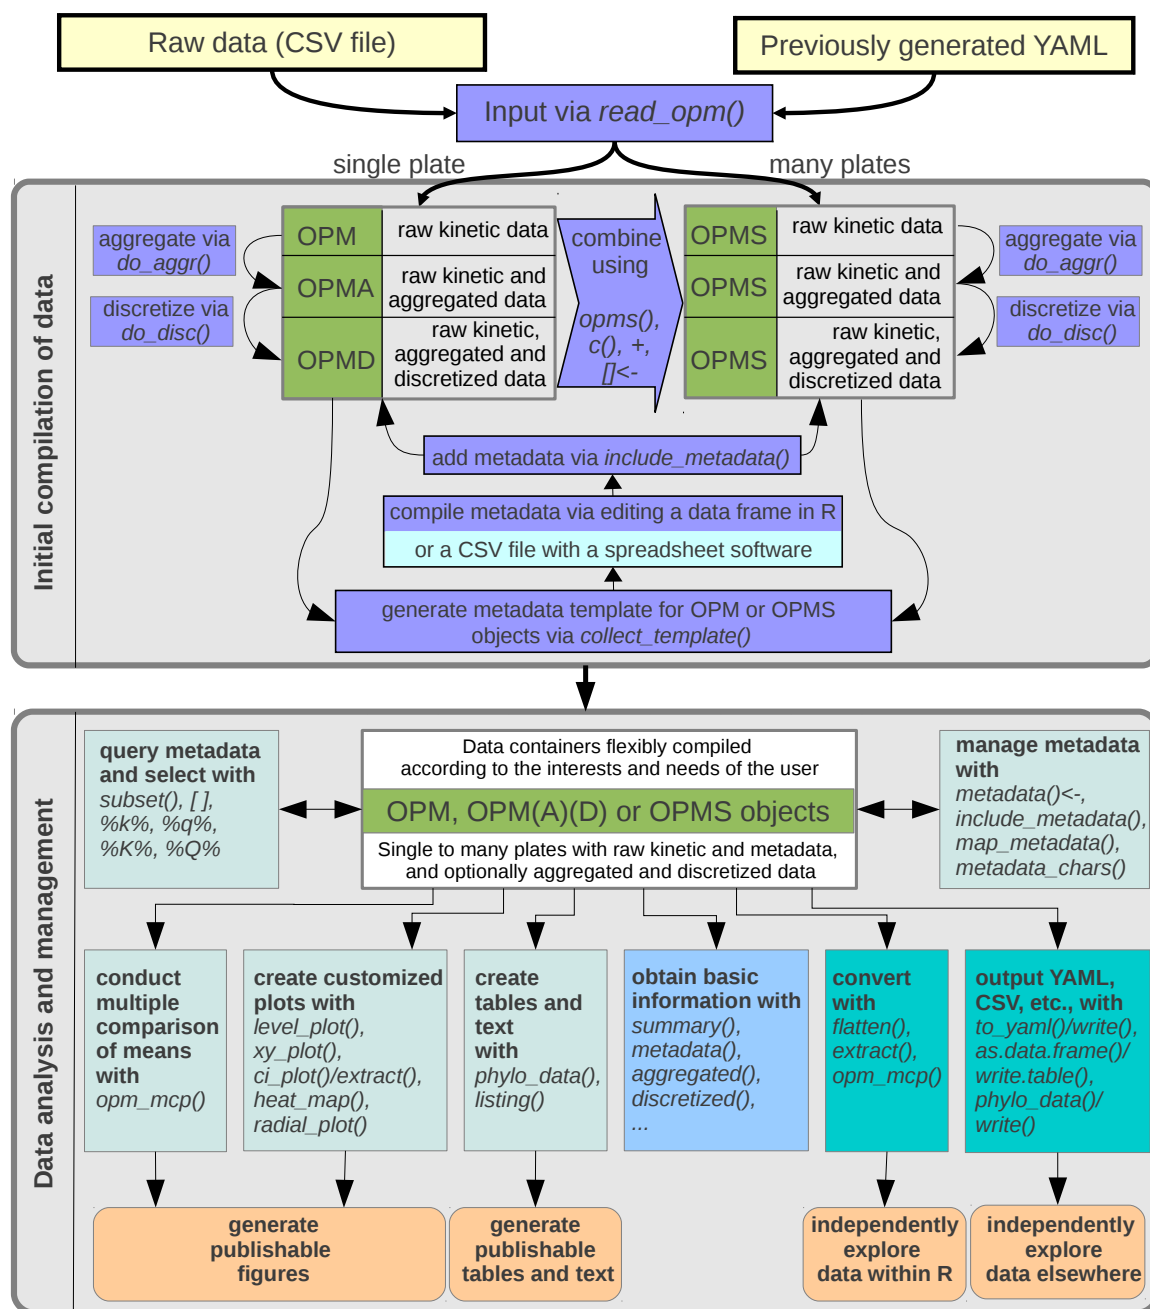 Raw data (CSV file)
Previously generated YAML
Input via read_opm()
single plate
many plates
Initial compilation of data
aggregate via
do_aggr()
discretize via
do_disc()
OPM
raw kinetic data
OPMA
raw kinetic and
aggregated data
OPMD
raw kinetic,
aggregated and
discretized data
combine
using
opms(),
c(), +,
[]<-
OPMS
raw kinetic data
OPMS
raw kinetic and
aggregated data
OPMS
raw kinetic,
aggregated and
discretized data
aggregate via
do_aggr()
discretize via
do_disc()
add metadata via include_metadata()
compile metadata via editing a data frame in R
or a CSV file with a spreadsheet software
generate metadata template for OPM or OPMS
objects via collect_template()
Data analysis and management
query metadata
and select with
subset(), [ ],
%k%, %q%,
%K%, %Q%
Data containers flexibly compiled
according to the interests and needs of the user
OPM, OPM(A)(D) or OPMS objects
Single to many plates with raw kinetic and metadata,
and optionally aggregated and discretized data
manage metadata
with
metadata()<-,
include_metadata(),
map_metadata(),
metadata_chars()
conduct
multiple
comparison
of means
with
opm_mcp()
create customized
plots with
level_plot(),
xy_plot(),
ci_plot()/extract(),
heat_map(),
radial_plot()
create
tables and
text
with
phylo_data(),
listing()
obtain basic
information with
summary(),
metadata(),
aggregated(),
discretized(),
...
convert
with
flatten(),
extract(),
opm_mcp()
output YAML,
CSV, etc., with
to_yaml()/write(),
as.data.frame()/
write.table(),
phylo_data()/
write()
generate
publishable
figures
generate
publishable
tables and text
independently
explore
data within R
independently
explore
data elsewhere